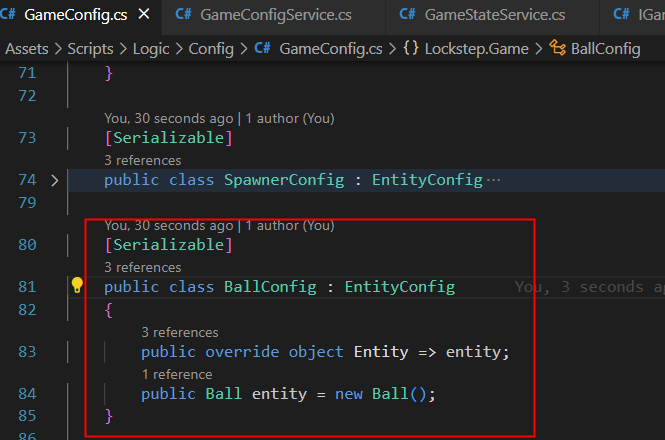 GameConfig.cs
GameConfigService.cs
GameStateService.cs
Assets > Scripts > Logic > Config > C# GameConfig.cs > {} Lockstep.Game > BallConfig
71 }
72
You, 30 seconds ago | 1 author (You)
73 [Serializable]
3 references
74 > public class SpawnerConfig : EntityConfig ···
79
You, 30 seconds ago | 1 author (You)
80 [Serializable]
3 references
81 public class BallConfig : EntityConfig You, 3 seconds
82 {
3 references
83 public override object Entity => entity;
1 reference
84 public Ball entity = new Ball();
85 }